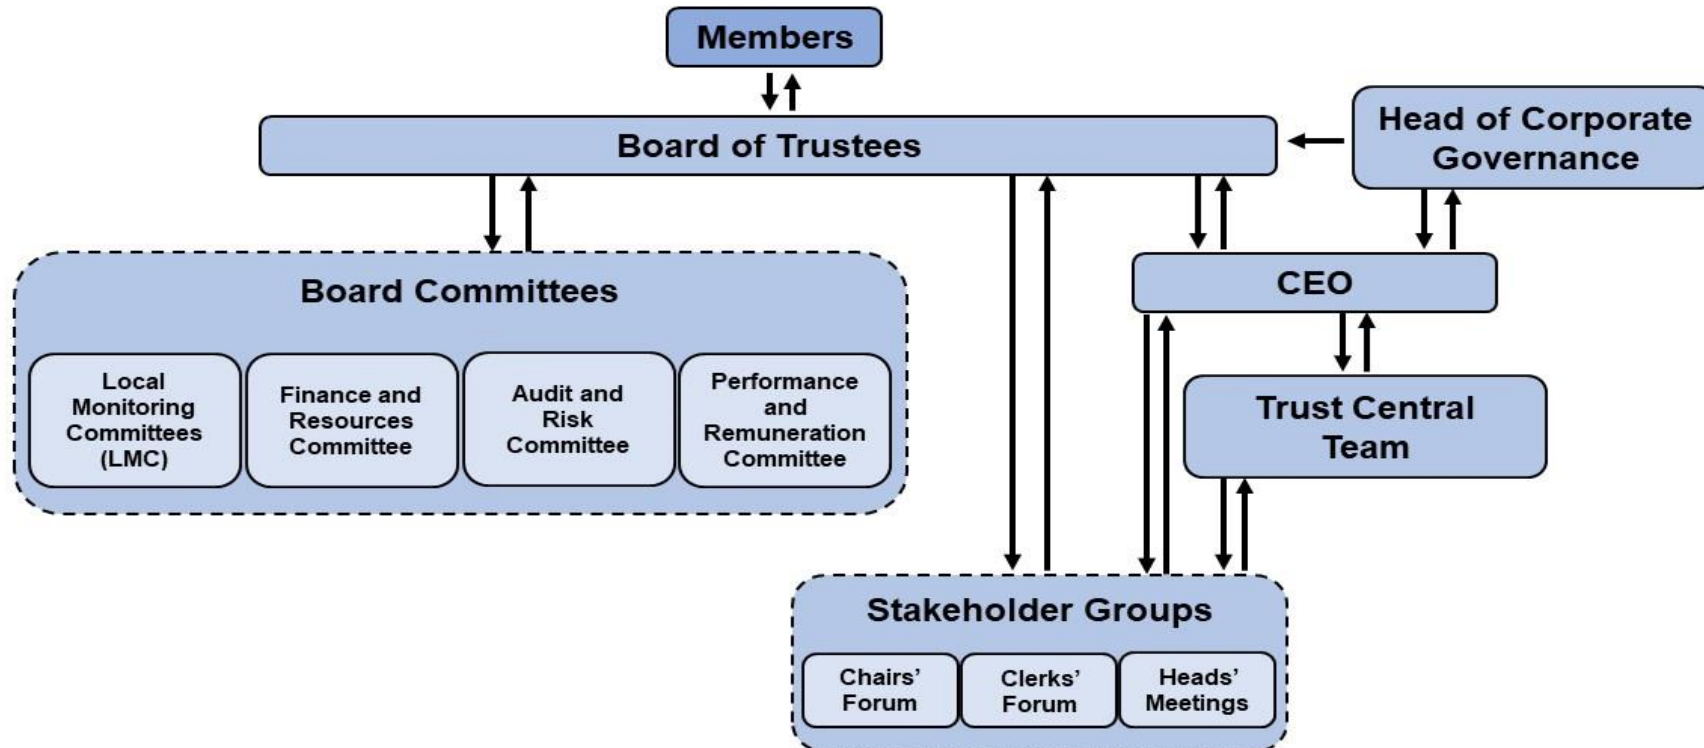 Members
Board of Trustees
Head of Corporate
Governance
Board Committees
Local
Monitoring
Committees
(LMC)
Finance and
Resources
Committee
Audit and
Risk
Committee
Performance
and
Remuneration
Committee
CEO
Trust Central
Team
Stakeholder Groups
Chairs’
Forum
Clerks’
Forum
Heads’
Meetings